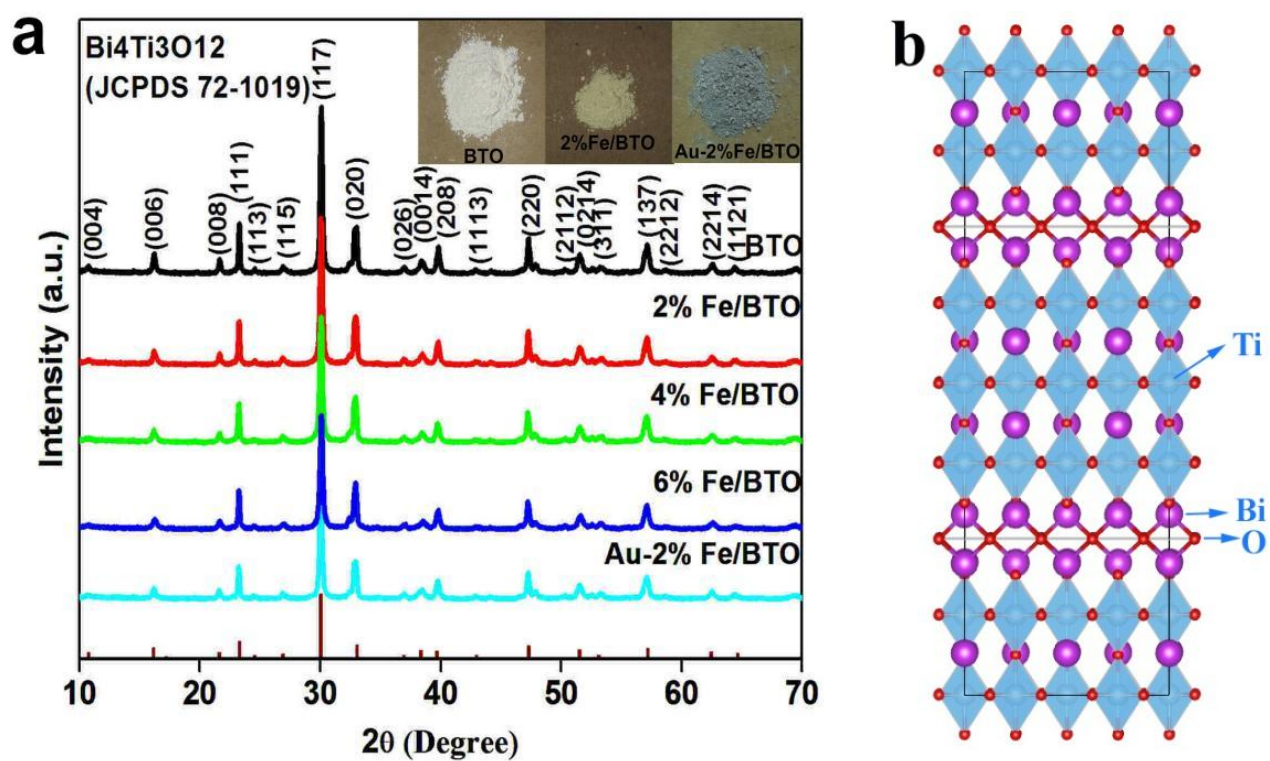 a
Bi4Ti3O12
(JCPDS 72-1019)
BTO
2%Fe/BTO
Au-2%Fe/BTO
(004)
(006)
(008)
(111)
(113)
(115)
(117)
(020)
(026)
(0014)
(208)
(1113)
(220)
(2112)
(0214)
(311)
(137)
(2212)
(2214)
(1121)
BTO
2% Fe/BTO
4% Fe/BTO
6% Fe/BTO
Au-2% Fe/BTO
Intensity (a.u.)
10 20 30 40 50 60 70
2θ (Degree)
b
Ti
Bi
O